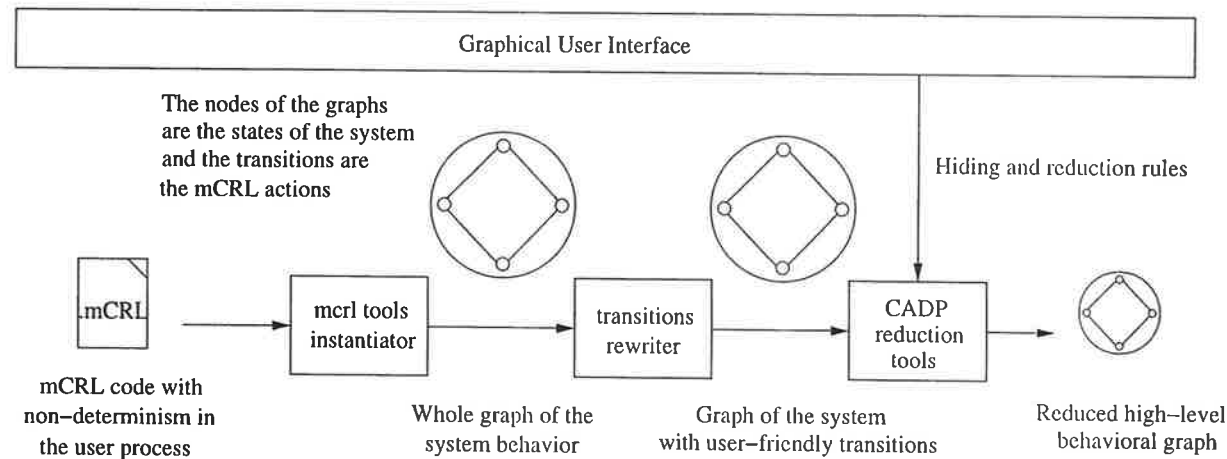 Graphical User Interface
The nodes of the graphs
are the states of the system
and the transitions are
the mCRL actions
Hiding and reduction rules
.mCRL
mcrl tools
instantiator
transitions
rewriter
CADP
reduction
tools
mCRL code with
non–determinism in
the user process
Whole graph of the
system behavior
Graph of the system
with user–friendly transitions
Reduced high–level
behavioral graph